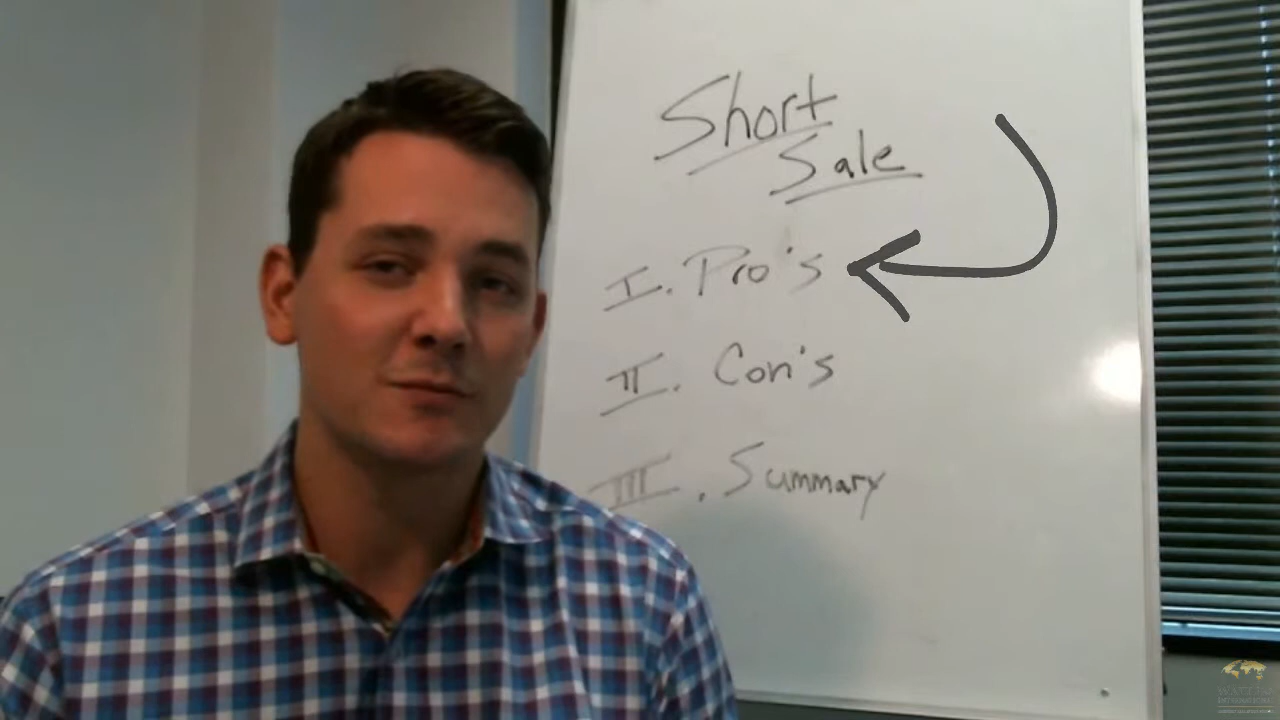 Short
Sale
I. Pro's
II. Con's
III. Summary